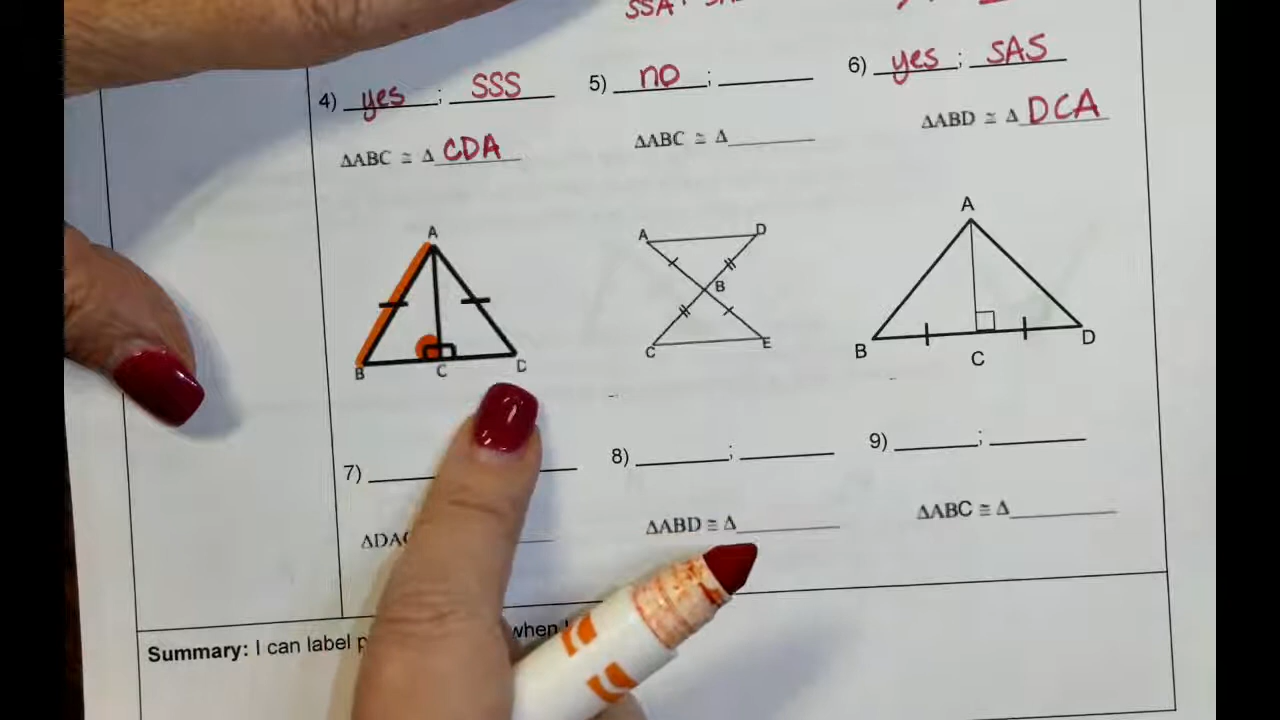 4) yes ; SSS
5) no ;
6) yes ; SAS
ΔABC ≅ Δ CDA
ΔABC ≅ Δ
ΔABD ≅ Δ DCA
A
B C D
A D
B
C E
A
B C D
7)
8) ;
9) ;
ΔDAC
ΔABD ≅ Δ
ΔABC ≅ Δ
Summary: I can label when